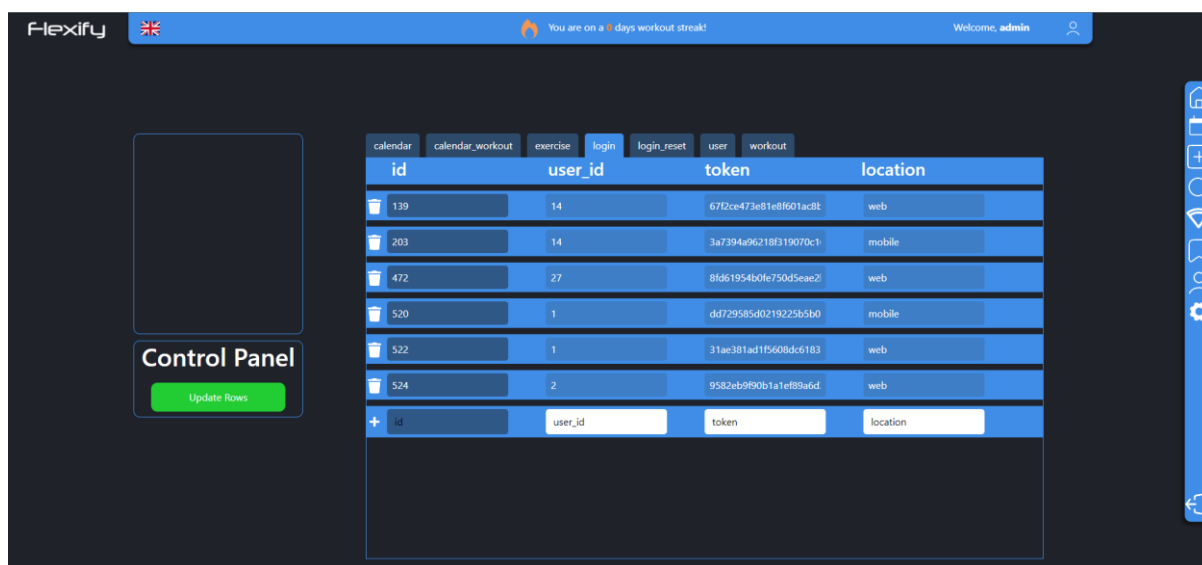 Flexify
You are on a 0 days workout streak!
Welcome, admin
calendar calendar_workout exercise login login_reset user workout
id user_id token location
139 14 67f2ce473e81e8f601ac8b web
203 14 3a7394a96218f319070c1 mobile
472 27 8fd61954b0fe750d5eae2 web
520 1 dd729585d0219225b5b0 mobile
522 1 31ae381ad1f5608dc6183 web
524 2 9582eb9f90b1a1ef89a6d web
id user_id token location
Control Panel
Update Rows